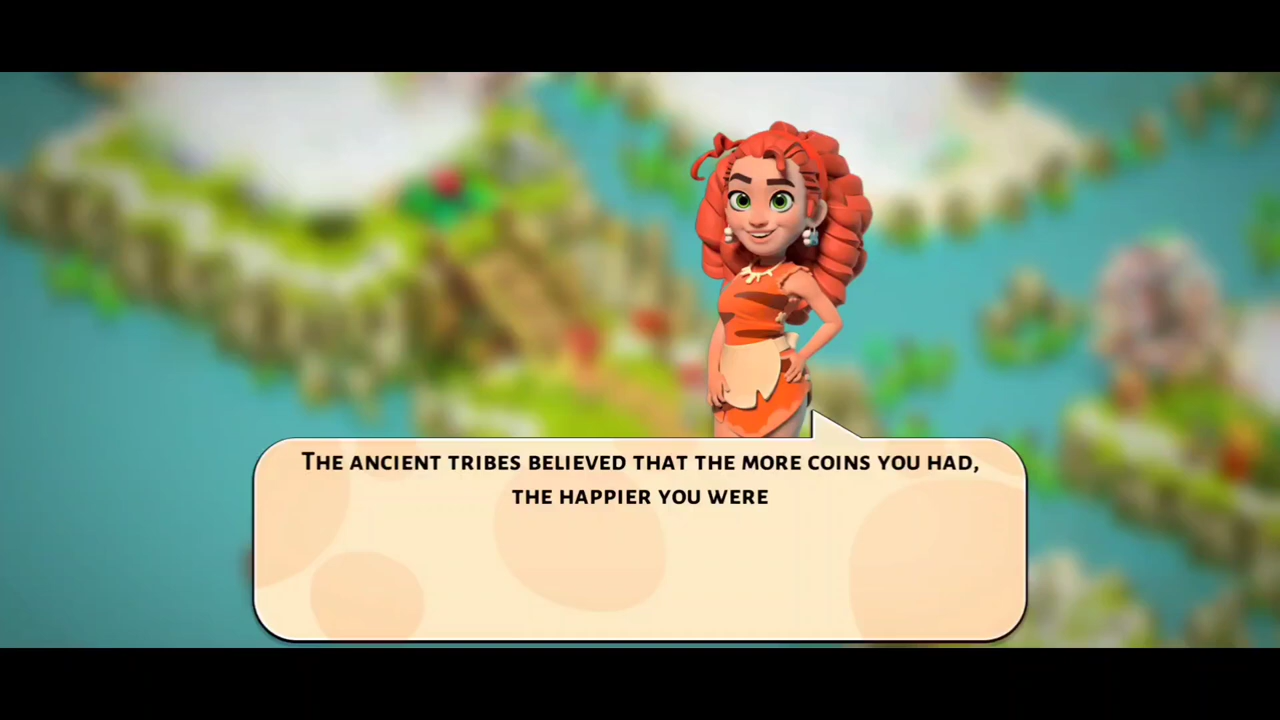 THE ANCIENT TRIBES BELIEVED THAT THE MORE COINS YOU HAD,
THE HAPPIER YOU WERE